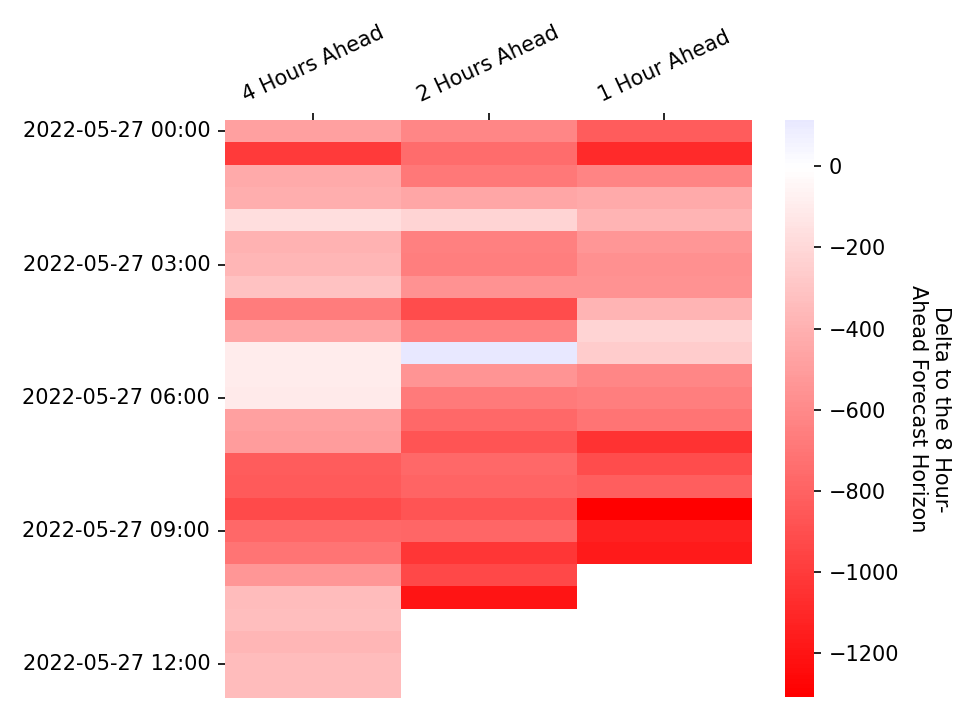 4 Hours Ahead
2 Hours Ahead
1 Hour Ahead
2022-05-27 00:00
2022-05-27 03:00
2022-05-27 06:00
2022-05-27 09:00
2022-05-27 12:00
0
−200
−400
−600
−800
−1000
−1200
Delta to the 8 Hour-
Ahead Forecast Horizon